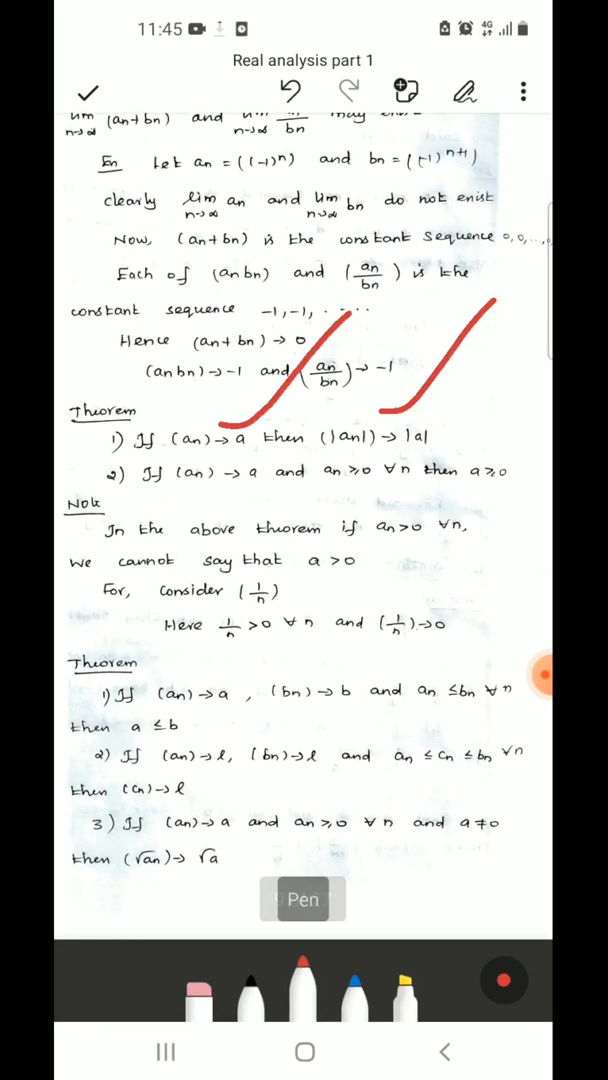 11:45 4G
Real analysis part 1
n→∞ (an+bn) and n→∞ bn may
En Let an = ((-1)^n) and bn = ((-1)^n+1)
clearly lim n→∞ an and lim n→∞ bn do not enist
Now, (an+bn) is the constant sequence 0,0,...,
Each of (anbn) and (an/bn) is the
constant sequence -1,-1, . . . .
Hence (an+bn) → 0
(anbn) → -1 and (an/bn) → -1
Theorem
1) If (an) → a then (|an|) → |a|
2) If (an) → a and an ≥ 0 ∀n then a ≥ 0
Note
In the above theorem if an>0 ∀n,
we cannot say that a>0
For, consider (1/n)
Here 1/n >0 ∀n and (1/n) → 0
Theorem
1) If (an) → a , (bn) → b and an ≤bn ∀n
then a ≤b
2) If (an) → l, (bn) → l and an ≤ cn ≤ bn ∀n
then (cn) → l
3) If (an) → a and an ≥ 0 ∀n and a≠0
then (√an) → √a
Pen